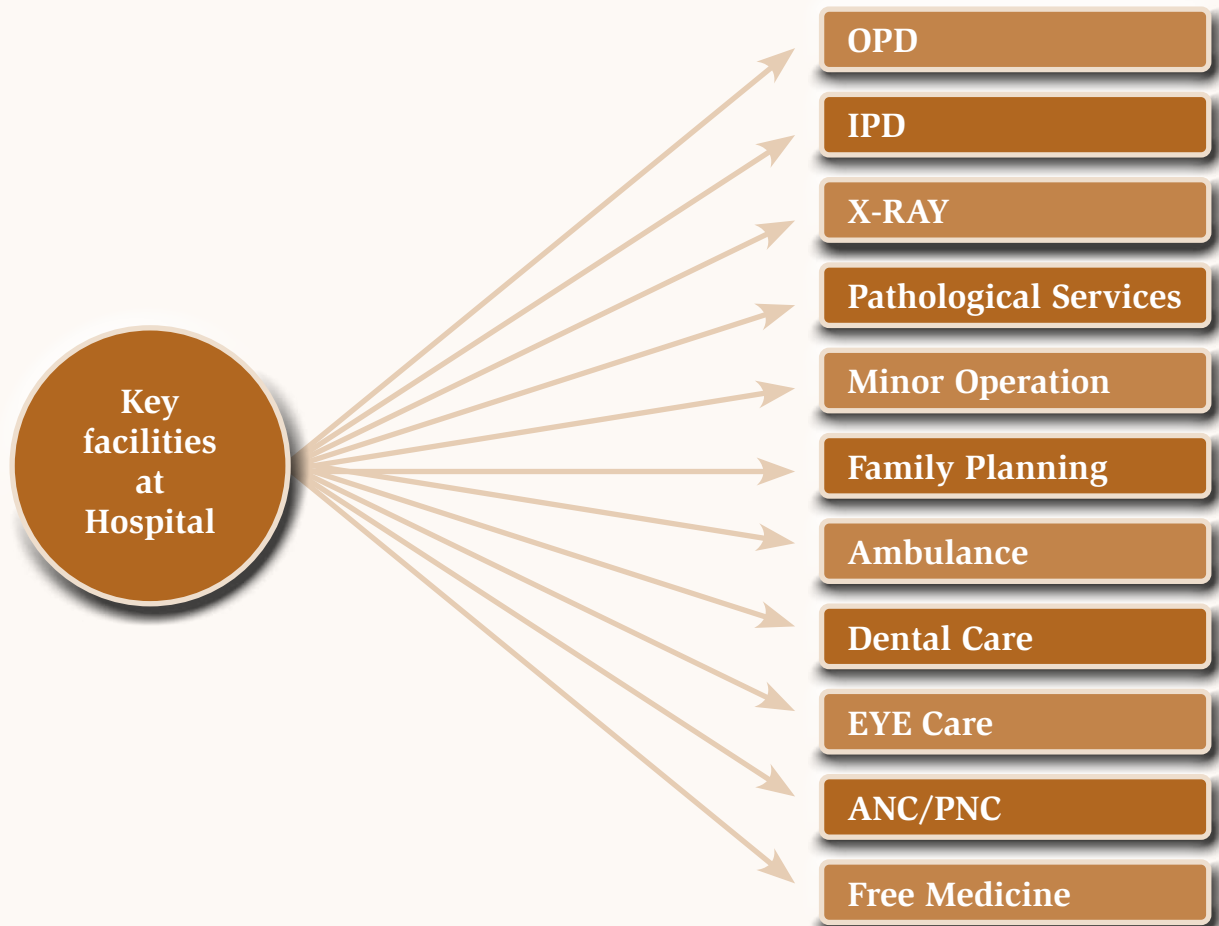 Key
facilities
at
Hospital
OPD
IPD
X-RAY
Pathological Services
Minor Operation
Family Planning
Ambulance
Dental Care
EYE Care
ANC/PNC
Free Medicine